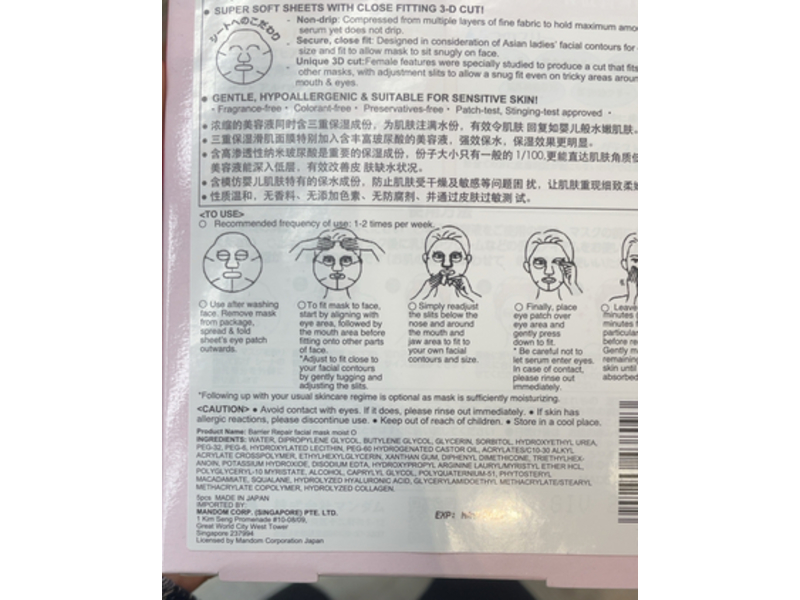 • SUPER SOFT SHEETS WITH CLOSE FITTING 3-D CUT!
シートへのこだわり
- Non-drip: Compressed from multiple layers of fine fabric to hold maximum amo
serum yet does not drip.
- Secure, close fit: Designed in consideration of Asian ladies' facial contours for
size and fit to allow mask to sit snugly on face.
- Unique 3D cut:Female features were specially studied to produce a cut that fits
other masks, with adjustment slits to allow a snug fit even on tricky areas aroun
mouth & eyes.
• GENTLE, HYPOALLERGENIC & SUITABLE FOR SENSITIVE SKIN!
· Fragrance-free · Colorant-free · Preservatives-free · Patch-test, Stinging-test approved ·
• 浓缩的美容液同时含三重保湿成份，为肌肤注满水份，有效令肌肤 回复如婴儿般水嫩肌肤。
• 三重保湿滑肌面膜特别加入含丰富玻尿酸的美容液，强效保水，保湿效果更明显。
• 含高渗透性纳米玻尿酸是重要的保湿成份，份子大小只有一般的 1/100.更能直达肌肤角质
美容液能深入低层，有效改善皮 肤缺水状况。
• 含模仿婴儿肌肤特有的保水成份，防止肌肤受干燥及敏感等问题困 扰，让肌肤重现细致柔
• 性质温和，无香料、无添加色素、无防腐剂、并通过皮肤过敏测 试。
<TO USE>
○ Recommended frequency of use: 1-2 times per week.
○ Use after washing
face. Remove mask
from package,
spread & fold
sheet's eye patch
outwards.
○To fit mask to face,
start by aligning with
eye area, followed by
the mouth area before
fitting onto other parts
of face.
*Adjust to fit close to
your facial contours
by gently tugging and
adjusting the slits.
○ Simply readjust
the slits below the
nose and around
the mouth and
jaw area to fit to
your own facial
contours and size.
○ Finally, place
eye patch over
eye area and
gently press
down to fit.
* Be careful not to
let serum enter eyes.
In case of contact,
please rinse out
immediately.
○ Leave
minutes (
minutes f
particular
before re
Gently m
remaining
skin until
absorbed
*Following up with your usual skincare regime is optional as mask is sufficiently moisturizing.
<CAUTION> • Avoid contact with eyes. If it does, please rinse out immediately. • If skin has
allergic reactions, please discontinue use. • Keep out of reach of children. • Store in a cool place.
Product Name: Barrier Repair facial mask moist O
INGREDIENTS: WATER, DIPROPYLENE GLYCOL, BUTYLENE GLYCOL, GLYCERIN, SORBITOL, HYDROXYETHYL UREA,
PEG-32, PEG-6, HYDROXYLATED LECITHIN, PEG-60 HYDROGENATED CASTOR OIL, ACRYLATES/C10-30 ALKYL
ACRYLATE CROSSPOLYMER, ETHYLHEXYLGLYCERIN, XANTHAN GUM, DIPHENYL DIMETHICONE, TRIETHYLHEX-
ANOIN, POTASSIUM HYDROXIDE, DISODIUM EDTA, HYDROXYPROPYL ARGININE LAURYL/MYRISTYL ETHER HCL,
POLYGLYCERYL-10 MYRISTATE, ALCOHOL, CAPRYLYL GLYCOL, POLYQUATERNIUM-51, PHYTOSTERYL
MACADAMIATE, SQUALANE, HYDROLYZED HYALURONIC ACID, GLYCERYLAMIDOETHYL METHACRYLATE/STEARYL
METHACRYLATE COPOLYMER, HYDROLYZED COLLAGEN.
5pcs MADE IN JAPAN
IMPORTED BY:
MANDOM CORP. (SINGAPORE) PTE. LTD.
1 Kim Seng Promenade #10-08/09,
Great World City West Tower
Singapore 237994
Licensed by Mandom Corporation Japan
EXP: